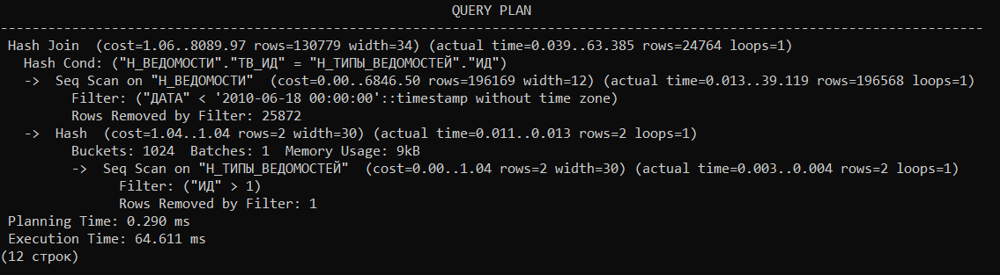 QUERY PLAN
-----------------------------------------------------------------------------------------------------------------------------
Hash Join  (cost=1.06..8089.97 rows=130779 width=34) (actual time=0.039..63.385 rows=24764 loops=1)
  Hash Cond: ("Н_ВЕДОМОСТИ"."ТВ_ИД" = "Н_ТИПЫ_ВЕДОМОСТЕЙ"."ИД")
  ->  Seq Scan on "Н_ВЕДОМОСТИ"  (cost=0.00..6846.50 rows=196169 width=12) (actual time=0.013..39.119 rows=196568 loops=1)
        Filter: ("ДАТА" < '2010-06-18 00:00:00'::timestamp without time zone)
        Rows Removed by Filter: 25872
  ->  Hash  (cost=1.04..1.04 rows=2 width=30) (actual time=0.011..0.013 rows=2 loops=1)
        Buckets: 1024  Batches: 1  Memory Usage: 9kB
        ->  Seq Scan on "Н_ТИПЫ_ВЕДОМОСТЕЙ"  (cost=0.00..1.04 rows=2 width=30) (actual time=0.003..0.004 rows=2 loops=1)
              Filter: ("ИД" > 1)
              Rows Removed by Filter: 1
Planning Time: 0.290 ms
Execution Time: 64.611 ms
(12 строк)